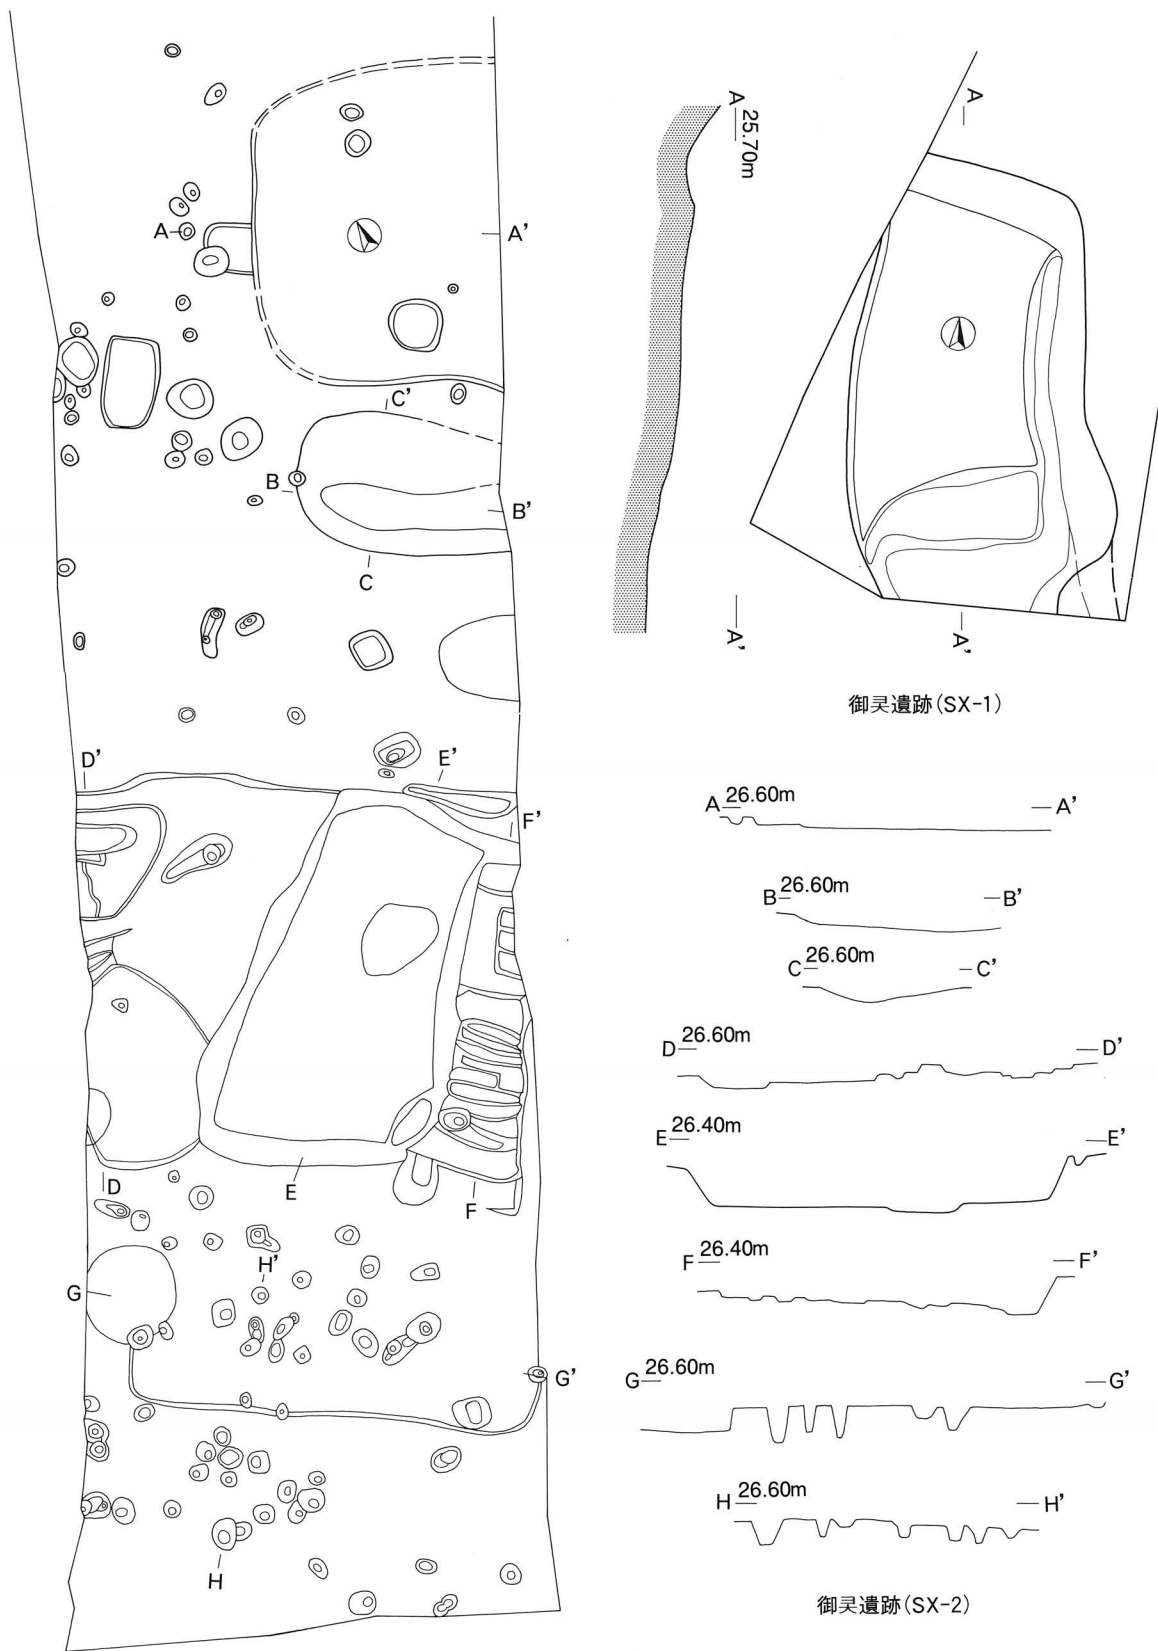 A
A'
C'
B
B'
C
D'
E'
F'
D
E
F
H'
G
G'
H
A 25.70m
A'
A
A'
御灵遺跡(SX-1)
A 26.60m A'
B 26.60m B'
C 26.60m C'
D 26.60m D'
E 26.40m E'
F 26.40m F'
G 26.60m G'
H 26.60m H'
御灵遺跡(SX-2)